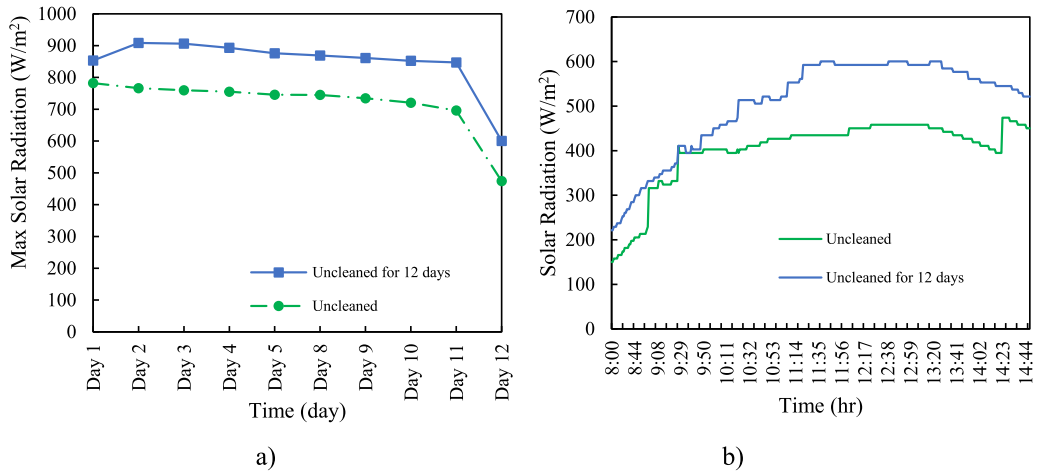 1000
900
800
700
600
500
400
300
200
100
0
Max Solar Radiation (W/m²)
Uncleaned for 12 days
Uncleaned
Day 1
Day 2
Day 3
Day 4
Day 5
Day 8
Day 9
Day 10
Day 11
Day 12
Time (day)
a)
700
600
500
400
300
200
100
0
Solar Radiation (W/m²)
Uncleaned
Uncleaned for 12 days
8:00
8:44
9:08
9:29
9:50
10:11
10:32
10:53
11:14
11:35
11:56
12:17
12:38
12:59
13:20
13:41
14:02
14:23
14:44
Time (hr)
b)